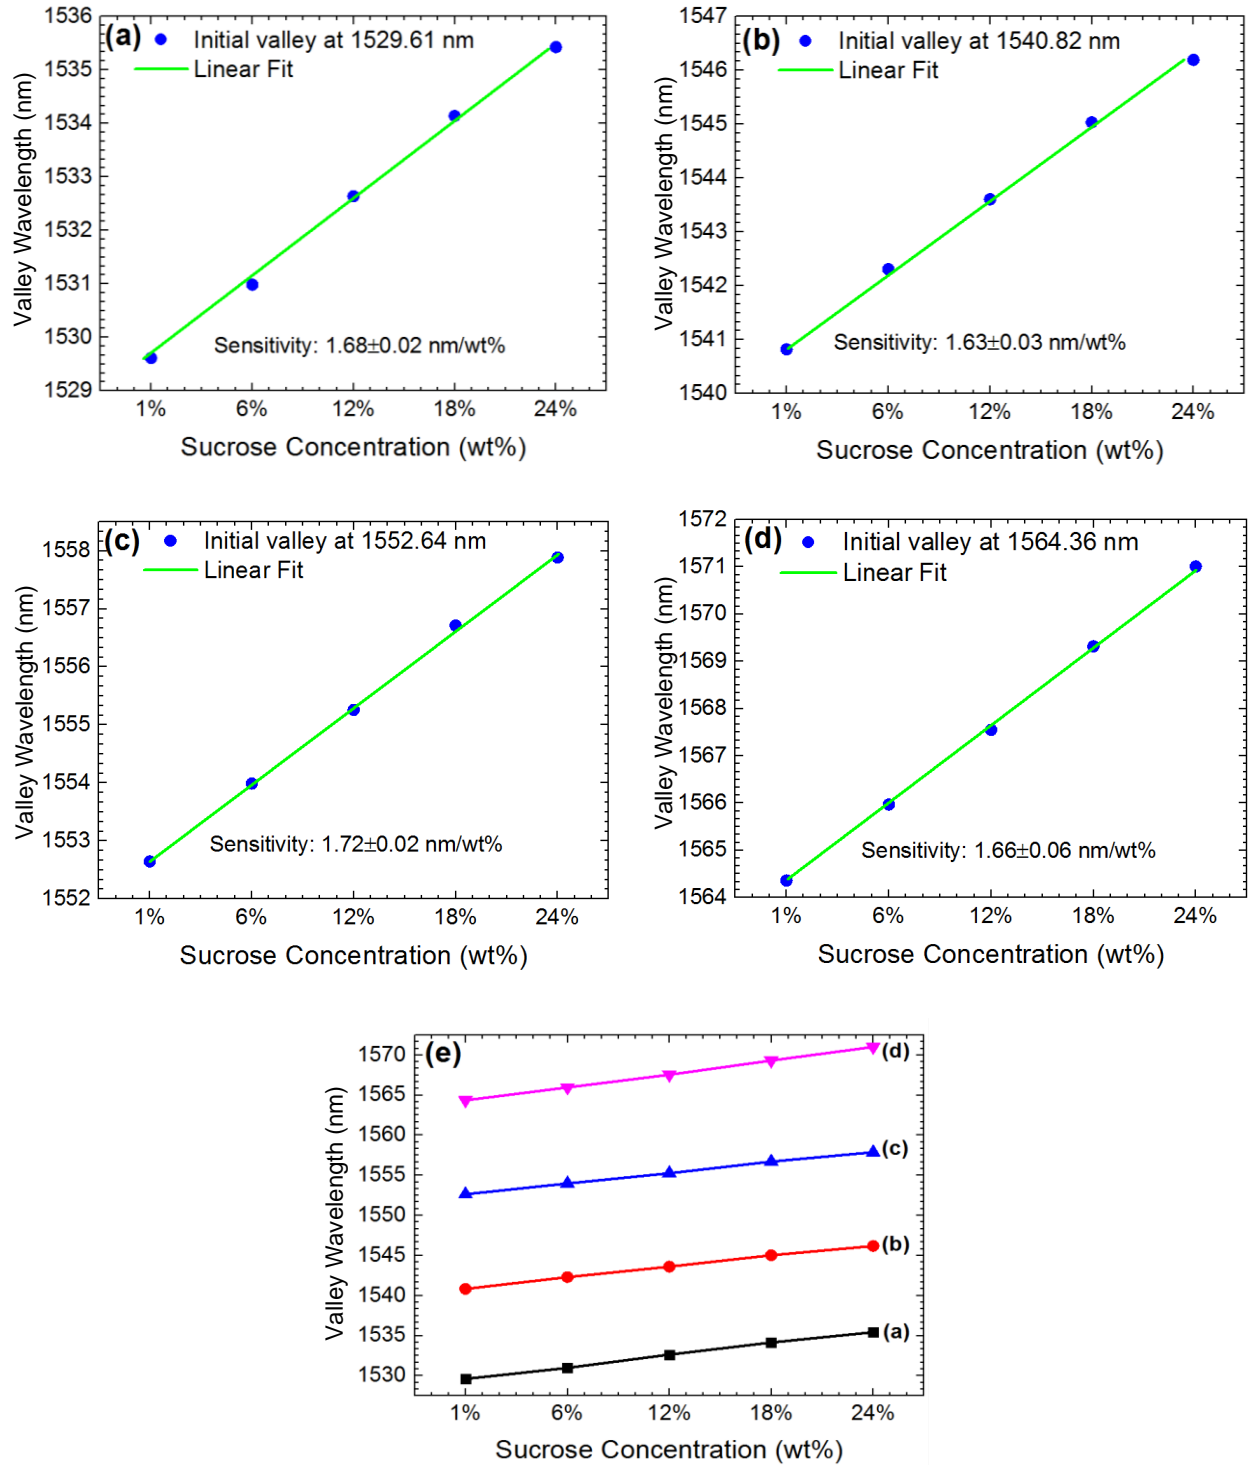 (a)
Initial valley at 1529.61 nm
Linear Fit
1536
1535
1534
1533
1532
1531
1530
1529
Valley Wavelength (nm)
Sensitivity: 1.68±0.02 nm/wt%
1% 6% 12% 18% 24%
Sucrose Concentration (wt%)
(b)
Initial valley at 1540.82 nm
Linear Fit
1547
1546
1545
1544
1543
1542
1541
1540
Valley Wavelength (nm)
Sensitivity: 1.63±0.03 nm/wt%
1% 6% 12% 18% 24%
Sucrose Concentration (wt%)
(c)
Initial valley at 1552.64 nm
Linear Fit
1558
1557
1556
1555
1554
1553
1552
Valley Wavelength (nm)
Sensitivity: 1.72±0.02 nm/wt%
1% 6% 12% 18% 24%
Sucrose Concentration (wt%)
(d)
Initial valley at 1564.36 nm
Linear Fit
1572
1571
1570
1569
1568
1567
1566
1565
1564
Valley Wavelength (nm)
Sensitivity: 1.66±0.06 nm/wt%
1% 6% 12% 18% 24%
Sucrose Concentration (wt%)
(e)
1570
1565
1560
1555
1550
1545
1540
1535
1530
Valley Wavelength (nm)
(d)
(c)
(b)
(a)
1% 6% 12% 18% 24%
Sucrose Concentration (wt%)